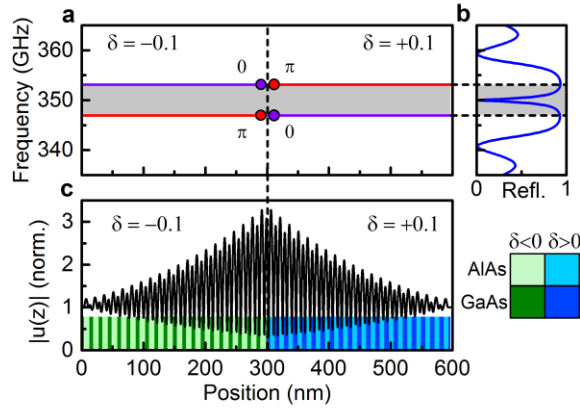 a
b
δ = −0.1
δ = +0.1
0
π
π
0
Frequency (GHz)
360
350
340
0
1
Refl.
c
δ = −0.1
δ = +0.1
|u(z)| (norm.)
3
2
1
0
0
100
200
300
400
500
600
Position (nm)
δ<0
δ>0
AlAs
GaAs